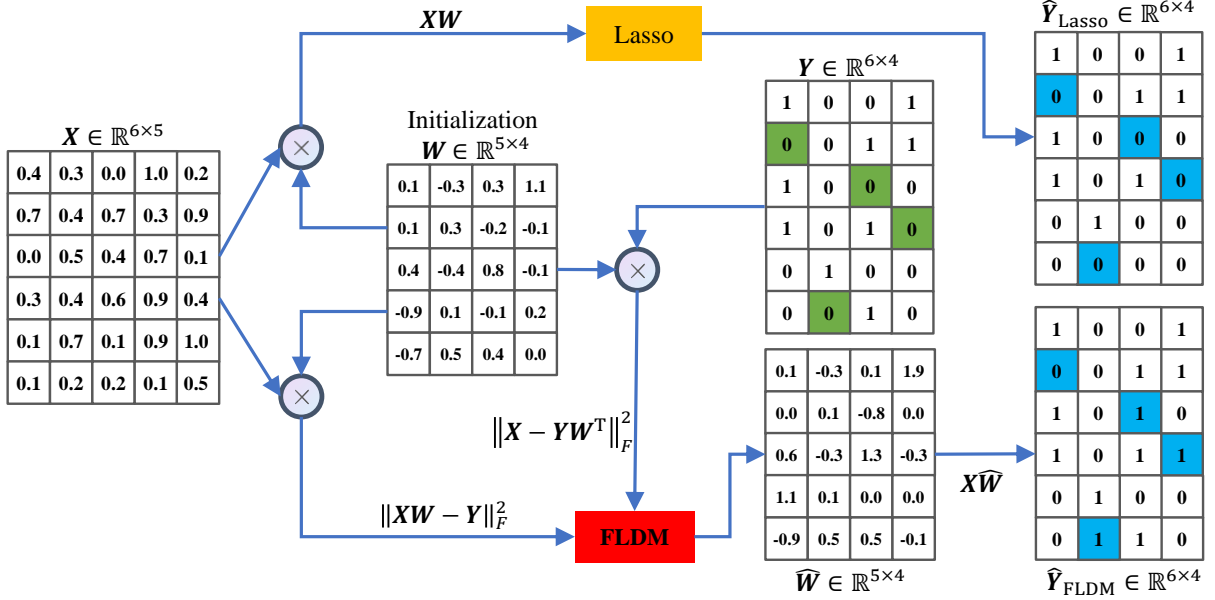 XW
Lasso
Ŷ_Lasso ∈ ℝ^{6×4}
1 0 0 1
0 0 1 1
1 0 0 0
1 0 1 0
0 1 0 0
0 0 0 0
Y ∈ ℝ^{6×4}
1 0 0 1
0 0 1 1
1 0 0 0
1 0 1 0
0 1 0 0
0 0 1 0
X ∈ ℝ^{6×5}
0.4 0.3 0.0 1.0 0.2
0.7 0.4 0.7 0.3 0.9
0.0 0.5 0.4 0.7 0.1
0.3 0.4 0.6 0.9 0.4
0.1 0.7 0.1 0.9 1.0
0.1 0.2 0.2 0.1 0.5
×
×
×
Initialization
W ∈ ℝ^{5×4}
0.1 -0.3 0.3 1.1
0.1 0.3 -0.2 -0.1
0.4 -0.4 0.8 -0.1
-0.9 0.1 -0.1 0.2
-0.7 0.5 0.4 0.0
‖X − YW^T‖_F^2
‖XW − Y‖_F^2
FLDM
0.1 -0.3 0.1 1.9
0.0 0.1 -0.8 0.0
0.6 -0.3 1.3 -0.3
1.1 0.1 0.0 0.0
-0.9 0.5 0.5 -0.1
Ŵ ∈ ℝ^{5×4}
XŴ
1 0 0 1
0 0 1 1
1 0 1 0
1 0 1 1
0 1 0 0
0 1 1 0
Ŷ_FLDM ∈ ℝ^{6×4}